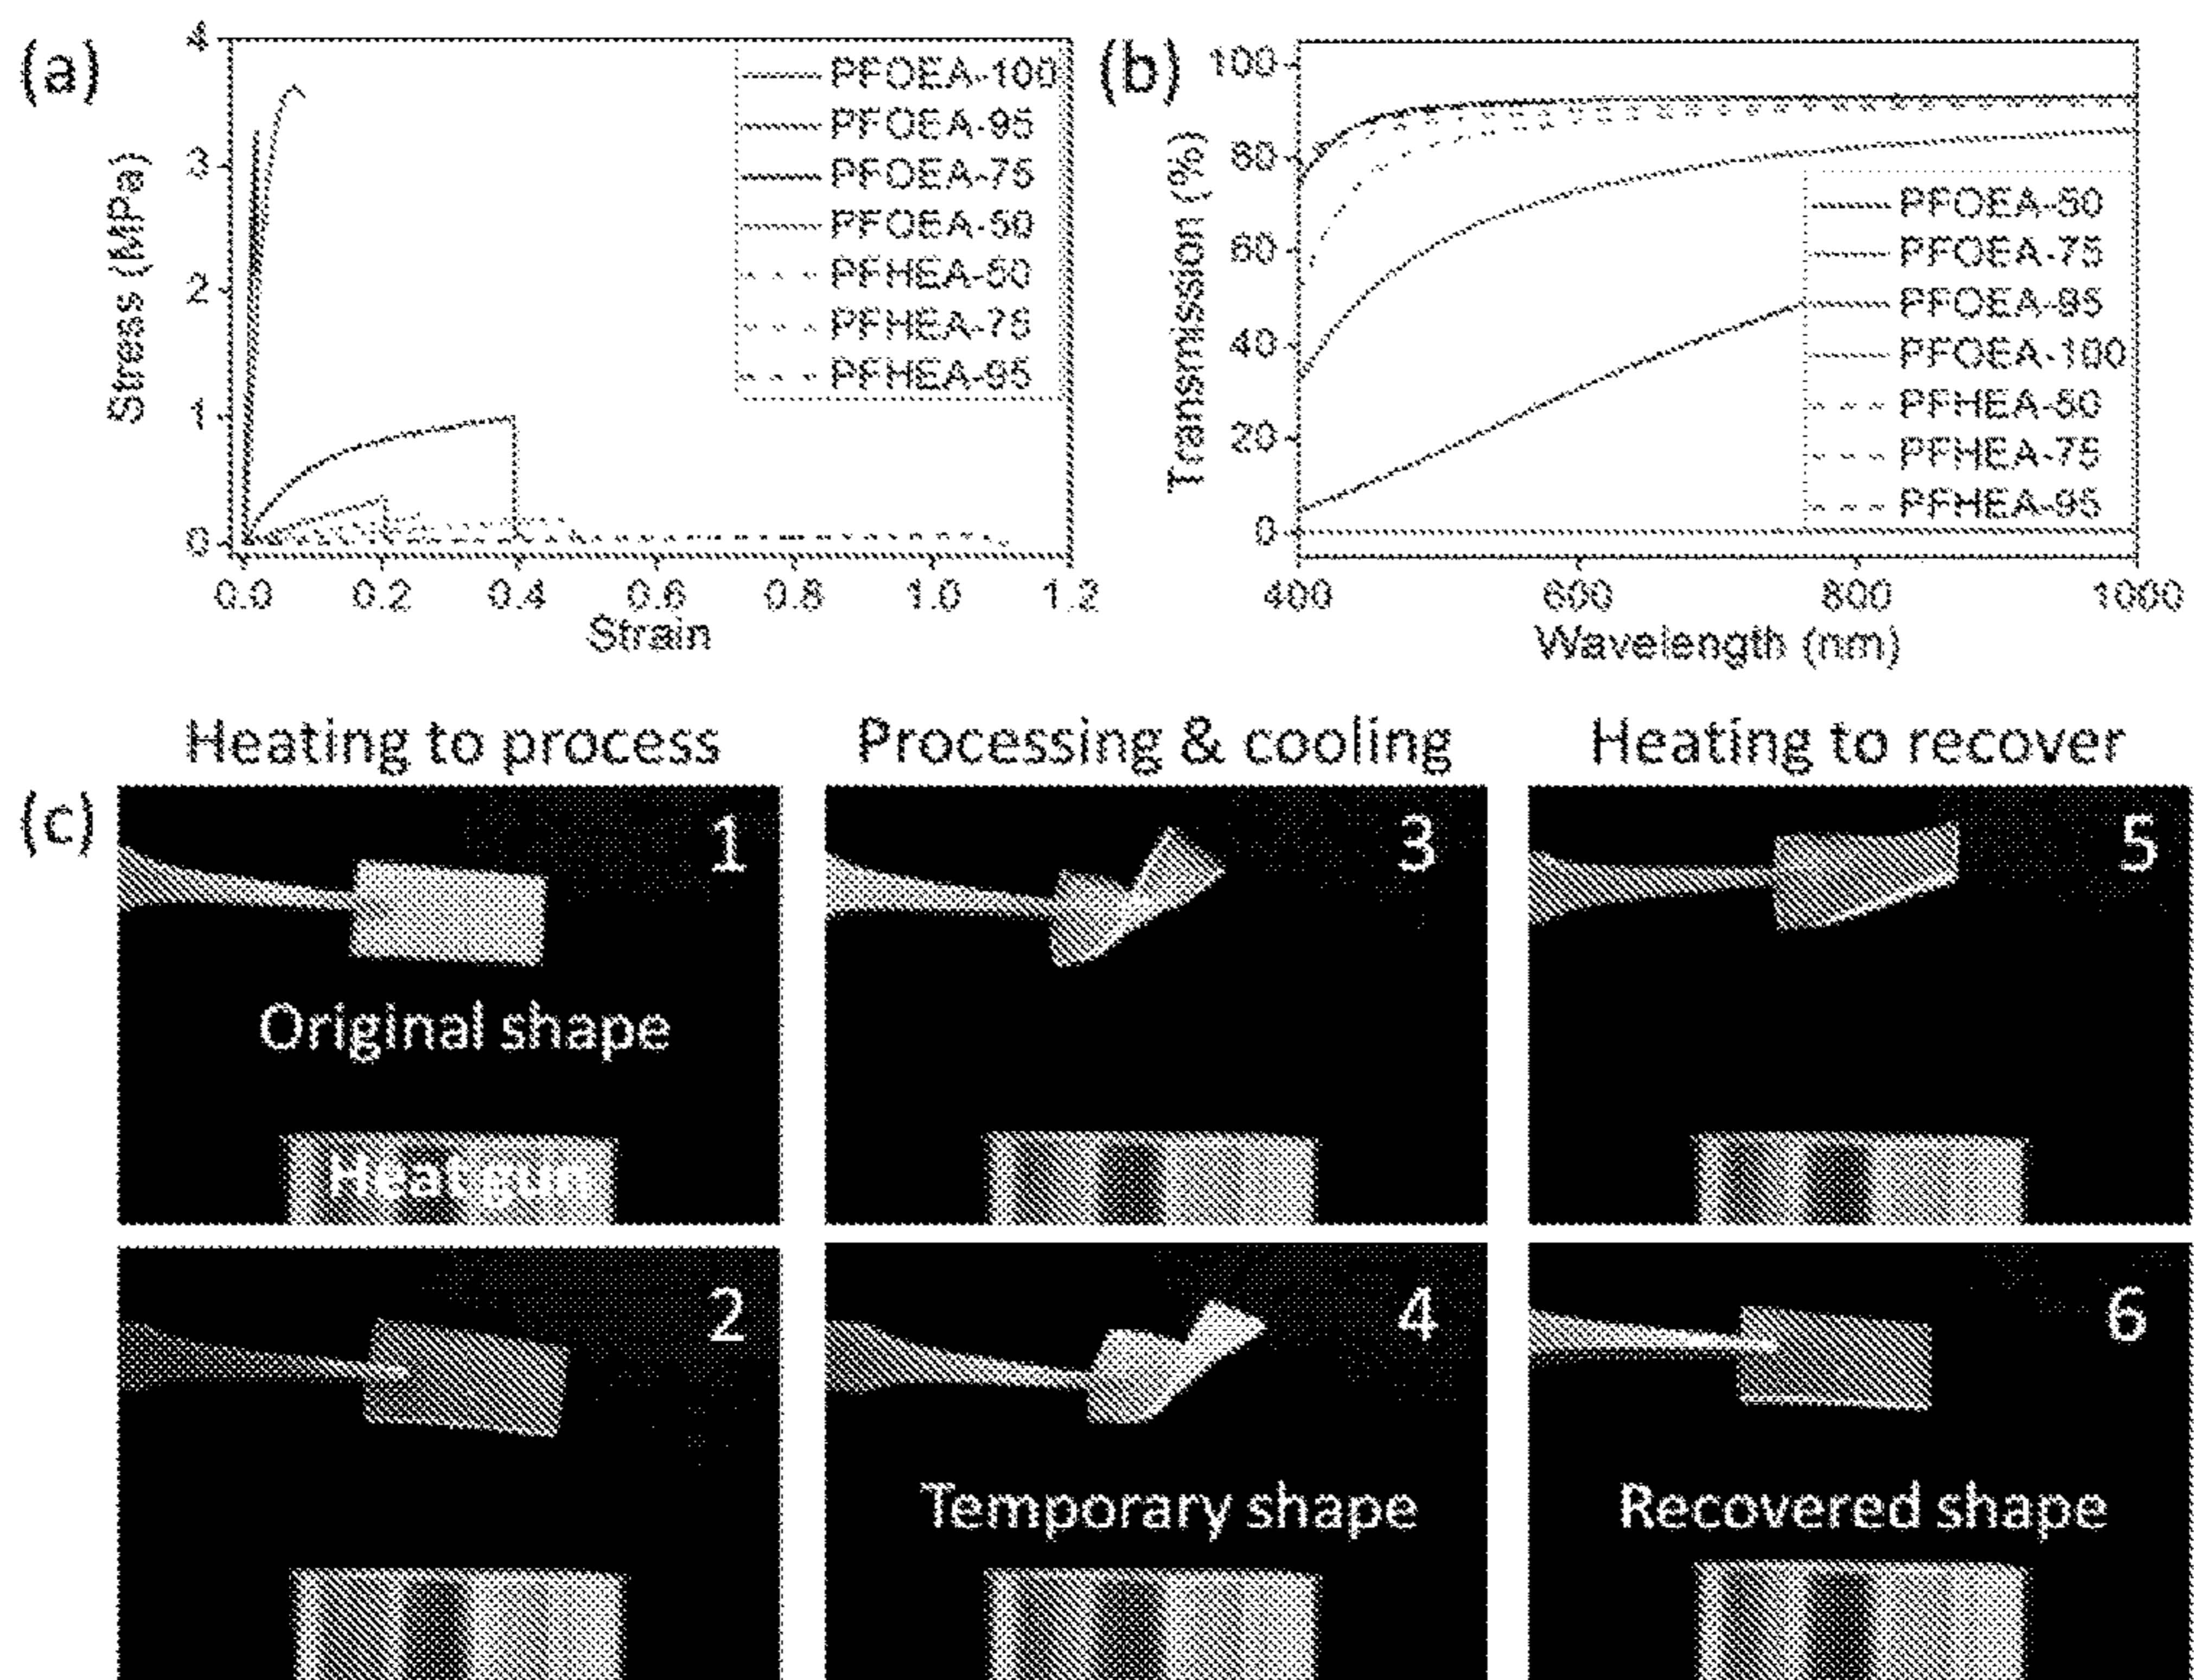 (a)
4
3
2
1
0
Stress (MPa)
PFOEA-100
PFOEA-95
PFOEA-75
PFOEA-50
PFHEA-50
PFHEA-75
PFHEA-95
0.0 0.2 0.4 0.6 0.8 1.0 1.2
Strain
(b)
100
80
60
40
20
0
Transmission (%)
PFOEA-50
PFOEA-75
PFOEA-95
PFOEA-100
PFHEA-50
PFHEA-75
PFHEA-95
400 600 800 1000
Wavelength (nm)
Heating to process
Processing & cooling
Heating to recover
(c)
1
Original shape
Heat gun
3
5
2
4
Temporary shape
6
Recovered shape